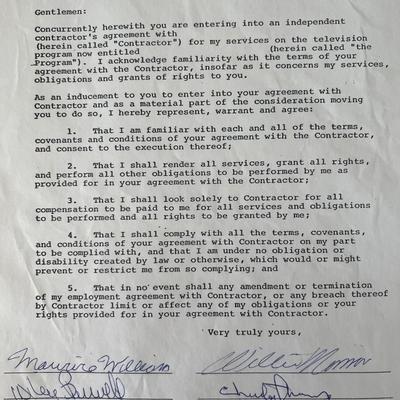 Gentlemen:
Concurrently herewith you are entering into an independent
contractor's agreement with
(herein called "Contractor") for my services on the television
program now entitled (herein called "the
Program"). I acknowledge familiarity with the terms of your
agreement with the Contractor, insofar as it concerns my services,
obligations and grants of rights to you.
As an inducement to you to enter into your agreement with
Contractor and as a material part of the consideration moving
you to do so, I hereby represent, warrant and agree:
1. That I am familiar with each and all of the terms,
covenants and conditions of your agreement with the Contractor,
and consent to the execution thereof;
2. That I shall render all services, grant all rights,
and perform all other obligations to be performed by me as
provided for in your agreement with the Contractor;
3. That I shall look solely to Contractor for all
compensation to be paid to me for all services and obligations
to be performed and all rights to be granted by me;
4. That I shall comply with all the terms, covenants,
and conditions of your agreement with Contractor on my part
to be complied with, and that I am under no obligation or
disability created by law or otherwise, which would or might
prevent or restrict me from so complying; and
5. That in no event shall any amendment or termination
of my employment agreement with Contractor, or any breach thereof
by Contractor limit or affect any of my obligations or your
rights provided for in your agreement with Contractor.
Very truly yours,
Maurice William